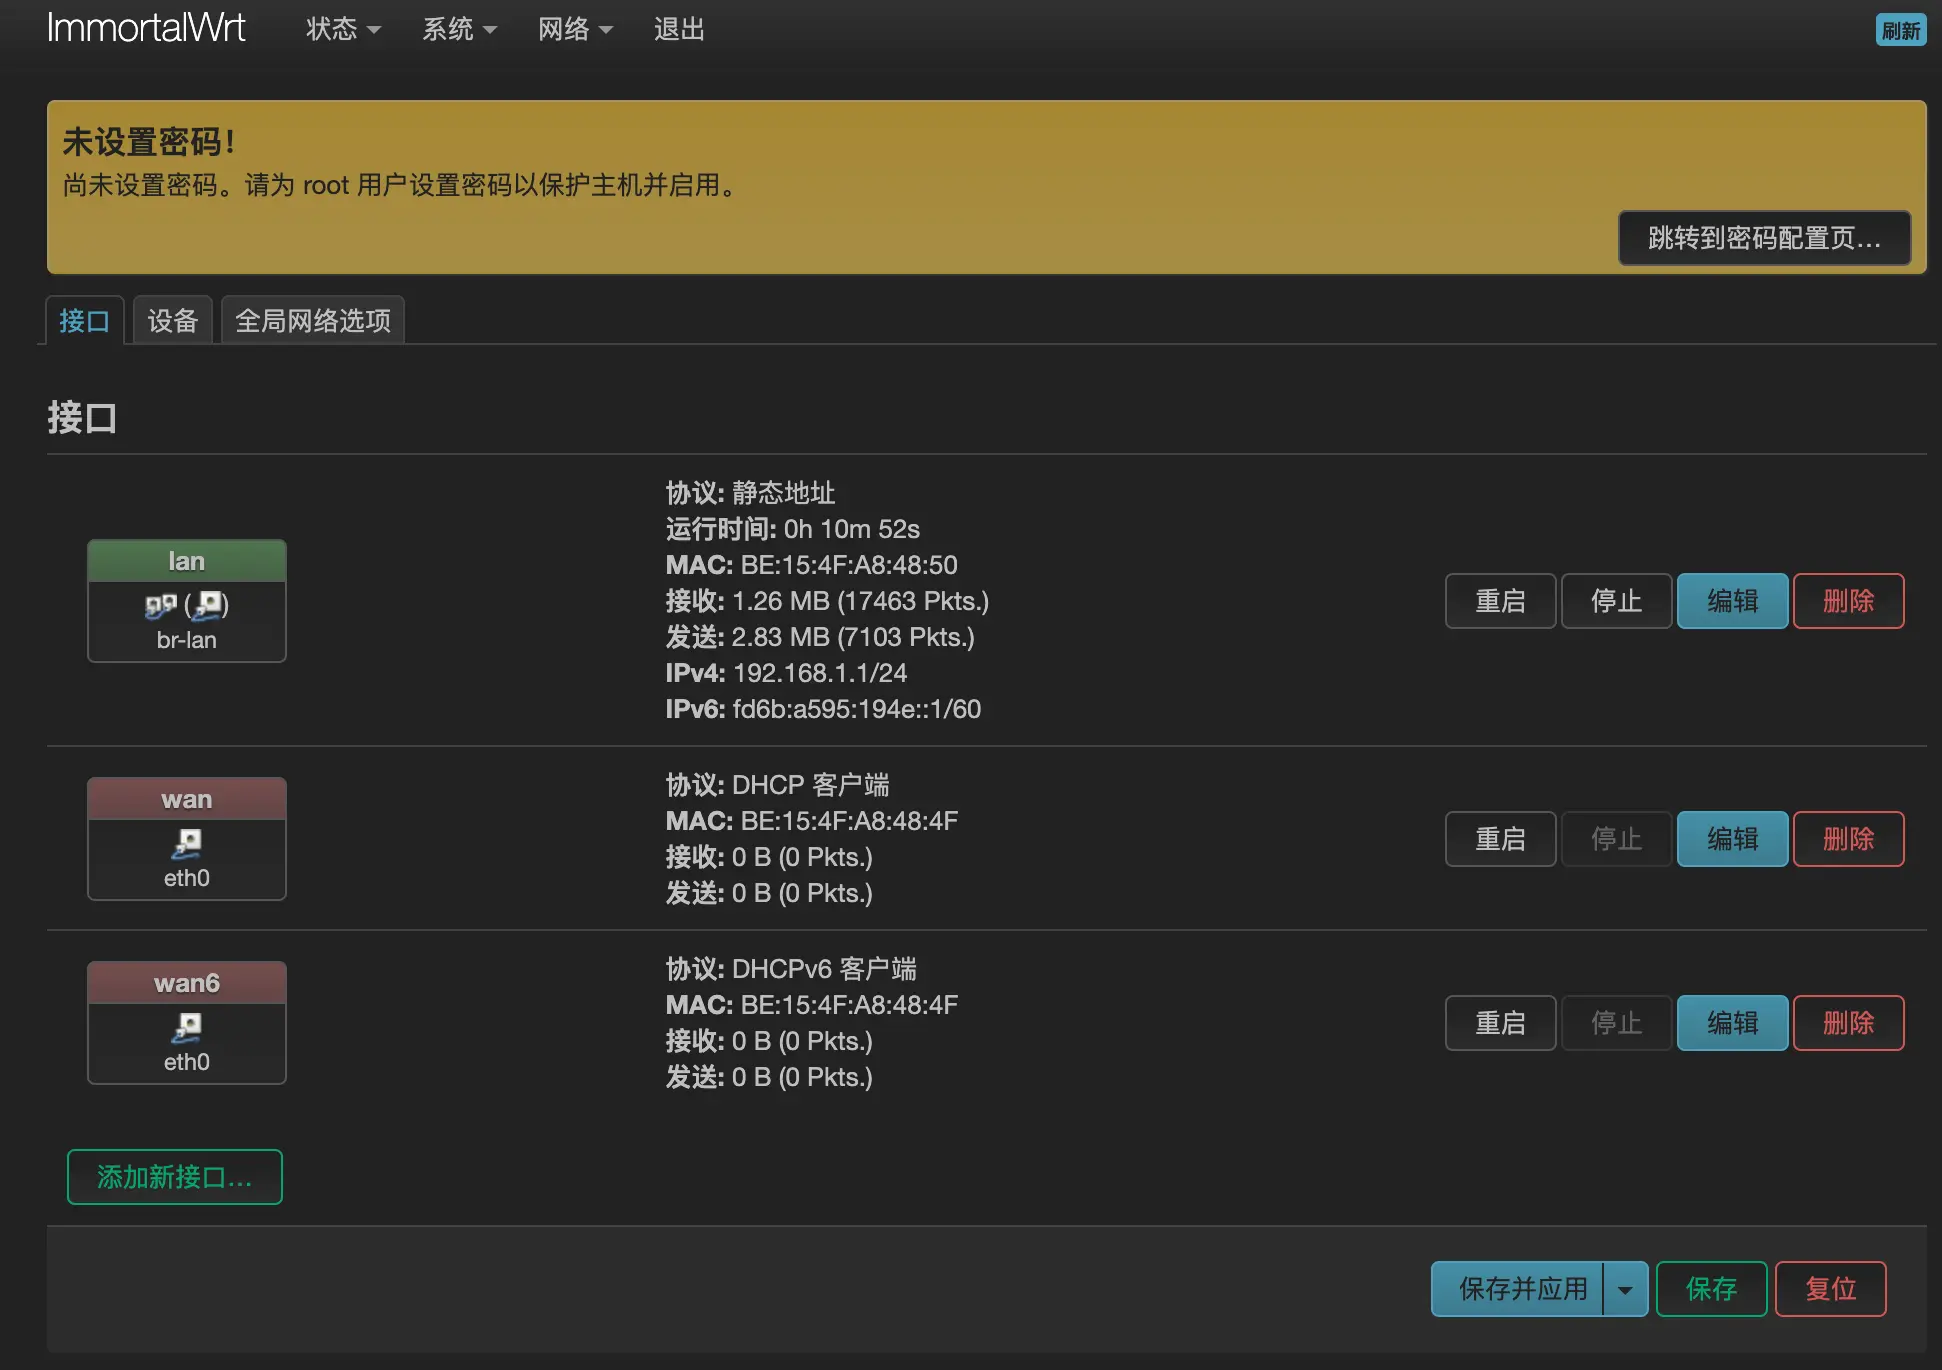 ImmortalWrt 状态 系统 网络 退出 刷新
未设置密码!
尚未设置密码。请为 root 用户设置密码以保护主机并启用。
跳转到密码配置页...
接口 设备 全局网络选项
接口
lan
br-lan
协议: 静态地址
运行时间: 0h 10m 52s
MAC: BE:15:4F:A8:48:50
接收: 1.26 MB (17463 Pkts.)
发送: 2.83 MB (7103 Pkts.)
IPv4: 192.168.1.1/24
IPv6: fd6b:a595:194e::1/60
重启 停止 编辑 删除
wan
eth0
协议: DHCP 客户端
MAC: BE:15:4F:A8:48:4F
接收: 0 B (0 Pkts.)
发送: 0 B (0 Pkts.)
重启 停止 编辑 删除
wan6
eth0
协议: DHCPv6 客户端
MAC: BE:15:4F:A8:48:4F
接收: 0 B (0 Pkts.)
发送: 0 B (0 Pkts.)
重启 停止 编辑 删除
添加新接口...
保存并应用 保存 复位